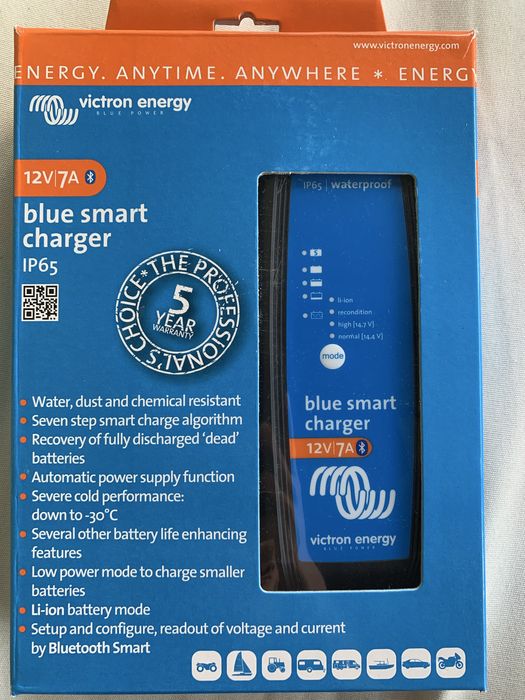 www.victronenergy.com
ENERGY. ANYTIME. ANYWHERE * ENERGY
victron energy
BLUE POWER
12V|7A
blue smart
charger
IP65
THE PROFESSIONAL'S CHOICE *
5
YEAR
WARRANTY
• Water, dust and chemical resistant
• Seven step smart charge algorithm
• Recovery of fully discharged ‘dead’
batteries
• Automatic power supply function
• Severe cold performance:
down to -30°C
• Several other battery life enhancing
features
• Low power mode to charge smaller
batteries
• Li-ion battery mode
• Setup and configure, readout of voltage and current
by Bluetooth Smart
IP65 | waterproof
li-ion
recondition
high [14,7 V]
normal [14,4 V]
mode
blue smart
charger
12V|7A
victron energy
BLUE POWER